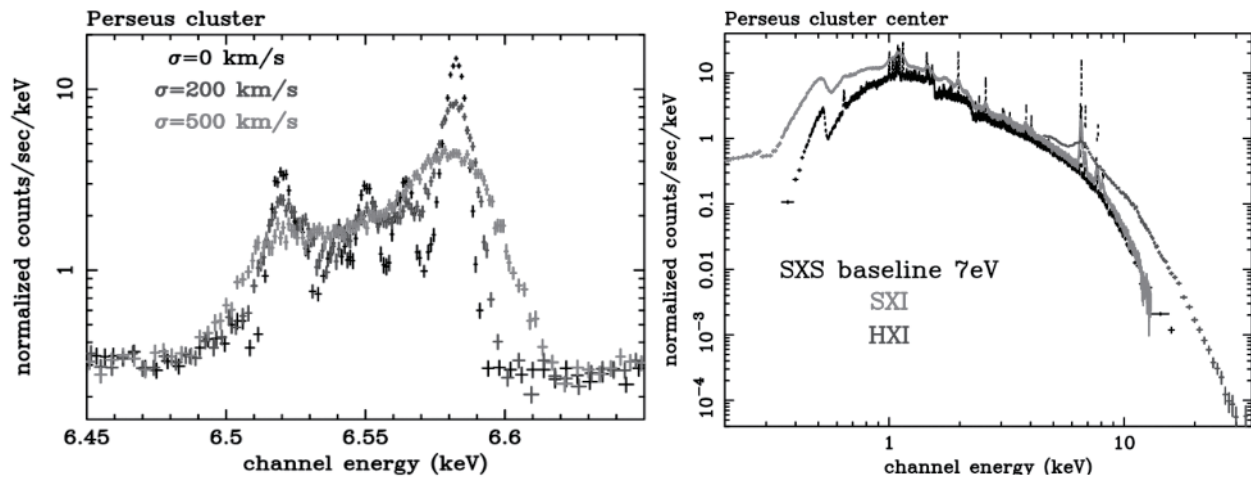 Perseus cluster
σ=0 km/s
σ=200 km/s
σ=500 km/s
normalized counts/sec/keV
10
1
6.45
6.5
6.55
6.6
channel energy (keV)
Perseus cluster center
normalized counts/sec/keV
10
1
0.1
0.01
10⁻³
10⁻⁴
SXS baseline 7eV
SXI
HXI
1
10
channel energy (keV)